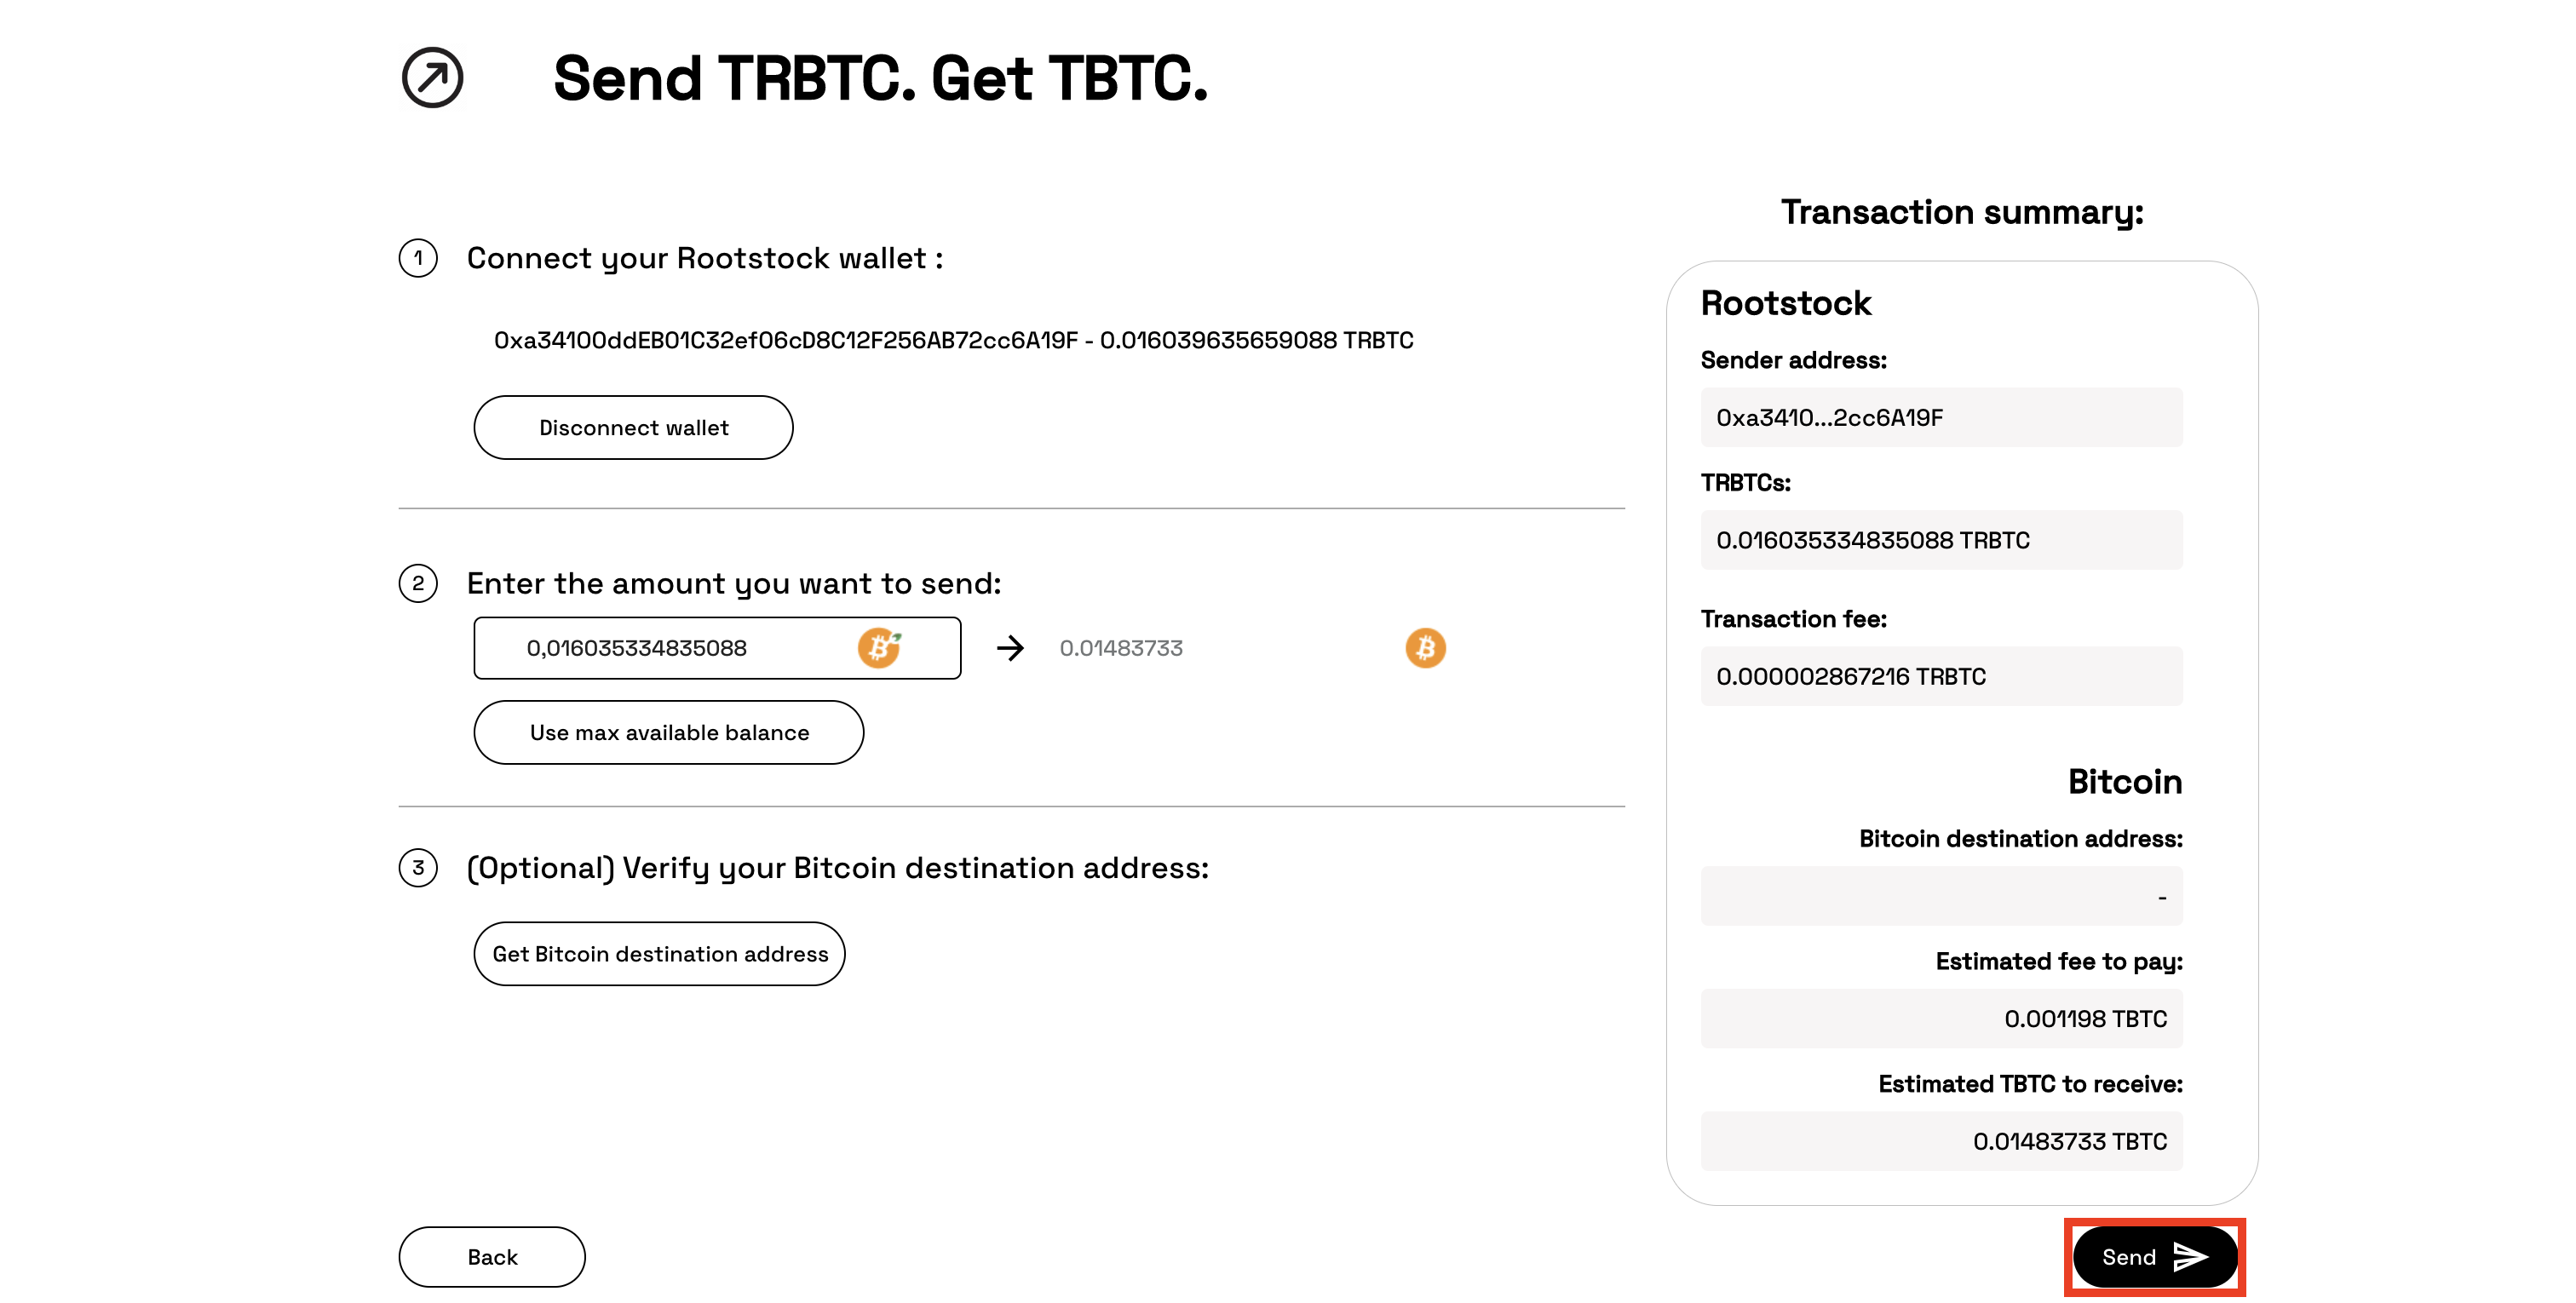 Send TRBTC. Get TBTC.
1 Connect your Rootstock wallet :
0xa34100ddEB01C32ef06cD8C12F256AB72cc6A19F - 0.016039635659088 TRBTC
Disconnect wallet
2 Enter the amount you want to send:
0,016035334835088
0.01483733
Use max available balance
3 (Optional) Verify your Bitcoin destination address:
Get Bitcoin destination address
Back
Transaction summary:
Rootstock
Sender address:
0xa3410...2cc6A19F
TRBTCs:
0.016035334835088 TRBTC
Transaction fee:
0.000002867216 TRBTC
Bitcoin
Bitcoin destination address:
-
Estimated fee to pay:
0.001198 TBTC
Estimated TBTC to receive:
0.01483733 TBTC
Send